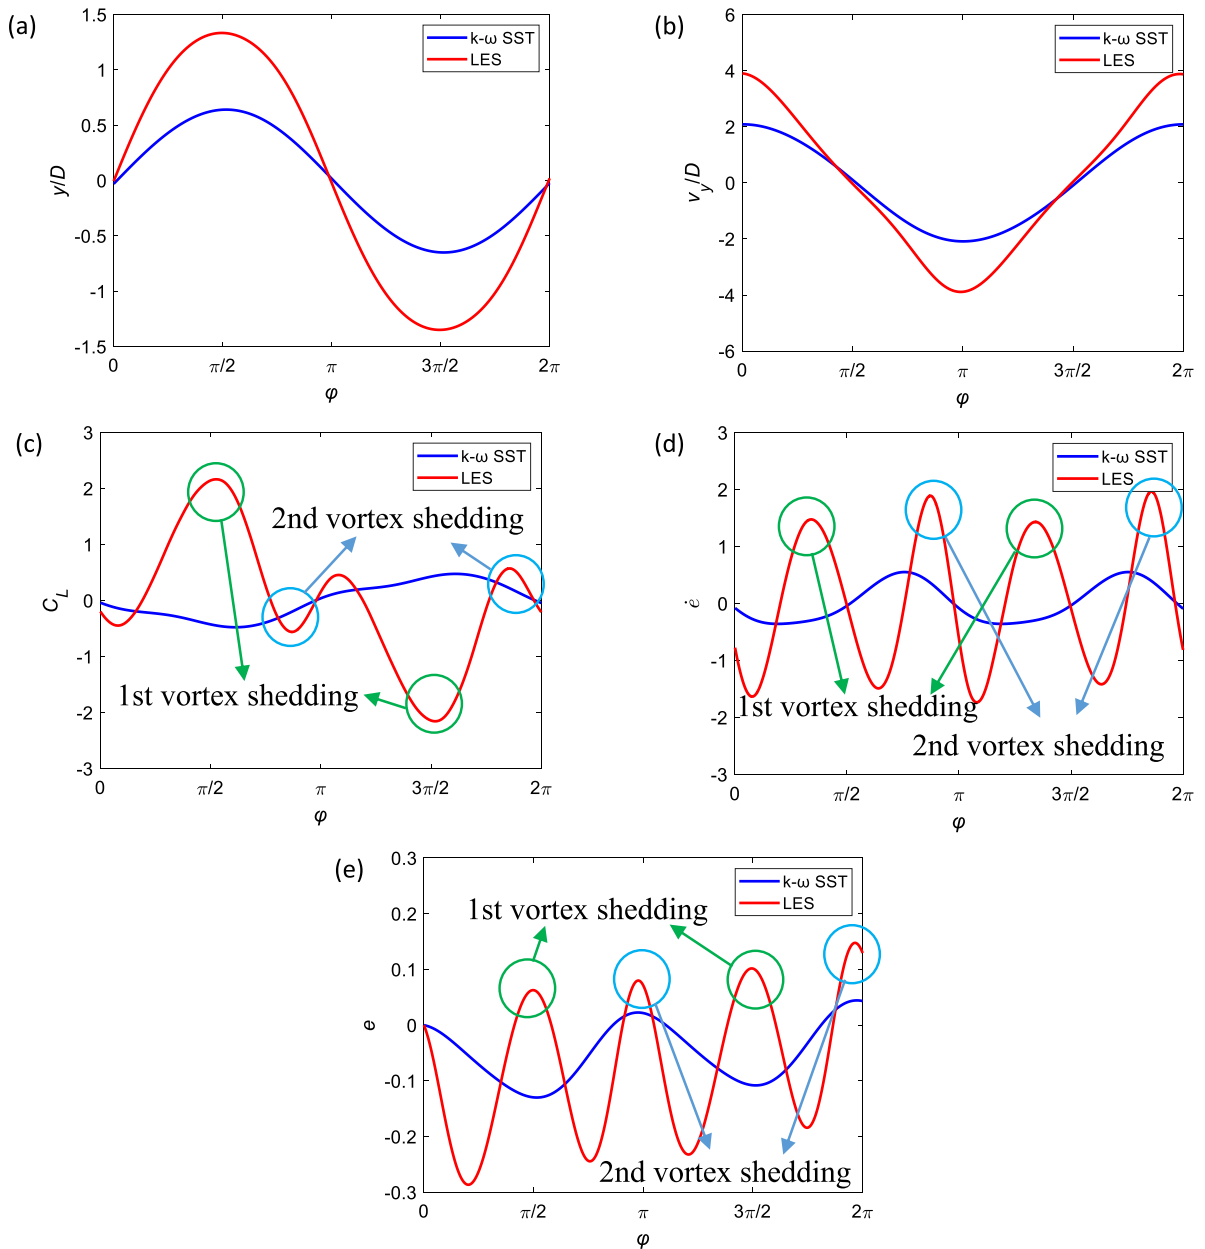 (a)
1.5
1
0.5
0
-0.5
-1
-1.5
y/D
0
π/2
π
3π/2
2π
φ
k-ω SST
LES
(b)
6
4
2
0
-2
-4
-6
v_y/D
0
π/2
π
3π/2
2π
φ
k-ω SST
LES
(c)
3
2
1
0
-1
-2
-3
C_L
0
π/2
π
3π/2
2π
φ
k-ω SST
LES
2nd vortex shedding
1st vortex shedding
(d)
3
2
1
0
-1
-2
-3
ė
0
π/2
π
3π/2
2π
φ
k-ω SST
LES
1st vortex shedding
2nd vortex shedding
(e)
0.3
0.2
0.1
0
-0.1
-0.2
-0.3
e
0
π/2
π
3π/2
2π
φ
k-ω SST
LES
1st vortex shedding
2nd vortex shedding